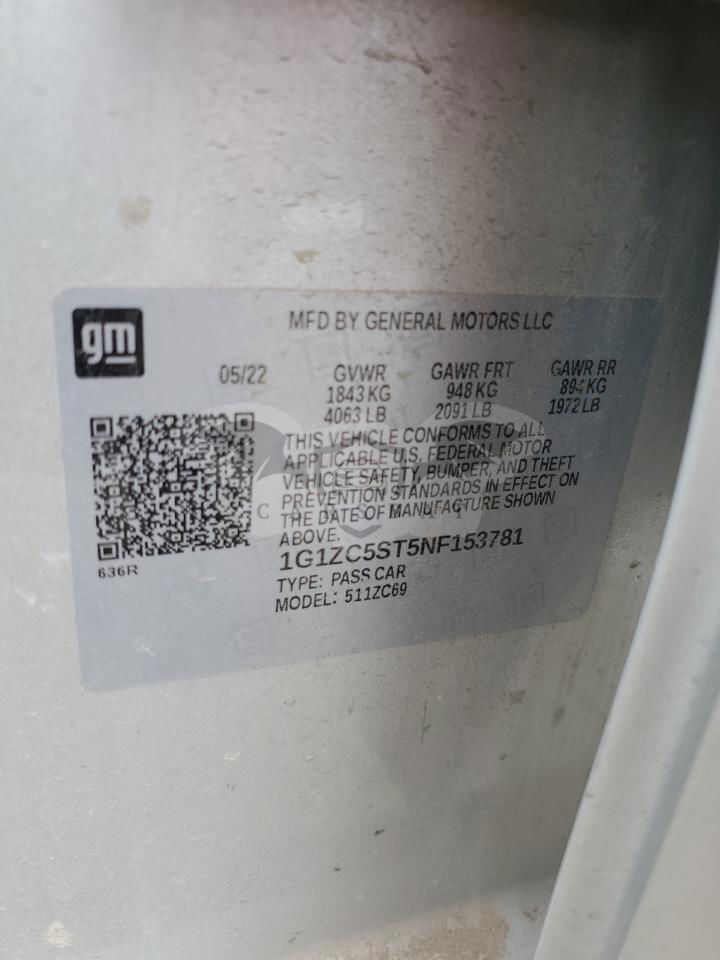 gm
MFD BY GENERAL MOTORS LLC
05/22 GVWR GAWR FRT GAWR RR
1843 KG 948 KG 894 KG
4063 LB 2091 LB 1972 LB
THIS VEHICLE CONFORMS TO ALL
APPLICABLE U.S. FEDERAL MOTOR
VEHICLE SAFETY, BUMPER, AND THEFT
PREVENTION STANDARDS IN EFFECT ON
THE DATE OF MANUFACTURE SHOWN
ABOVE.
1G1ZC5ST5NF153781
TYPE: PASS CAR
MODEL: 511ZC69
636R